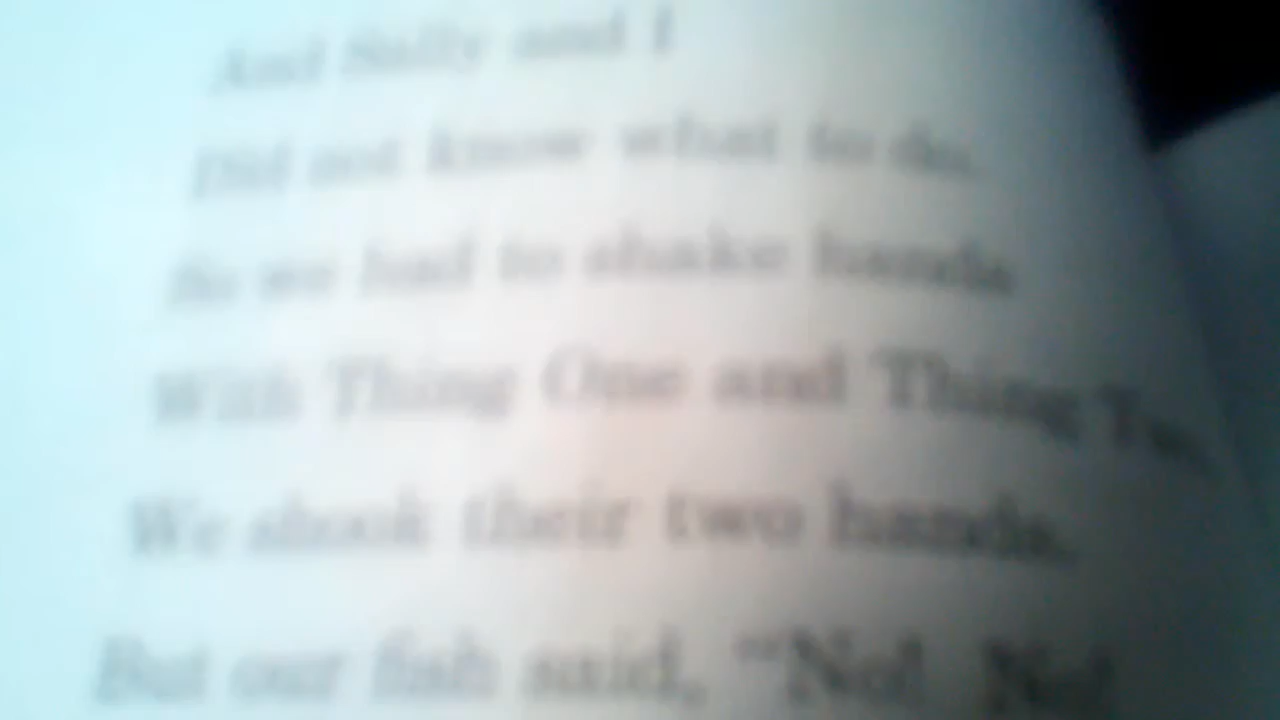 And Sally and I
Did not know what to do.
So we had to shake hands
With Thing One and Thing Two.
We shook their two hands.
But our fish said, "No! No!